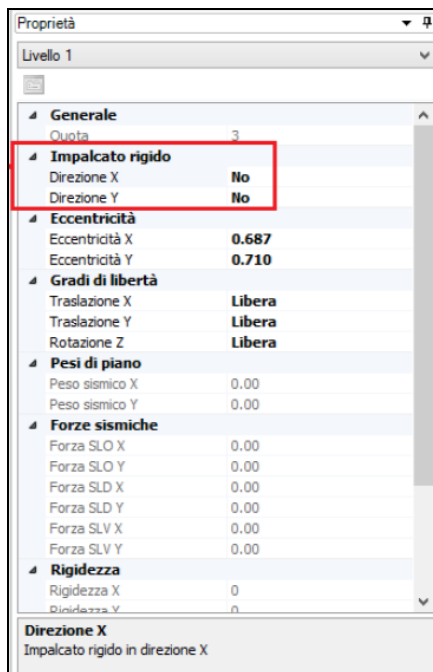 Proprietà
Livello 1
Generale
Quota 3
Impalcato rigido
Direzione X No
Direzione Y No
Eccentricità
Eccentricità X 0.687
Eccentricità Y 0.710
Gradi di libertà
Traslazione X Libera
Traslazione Y Libera
Rotazione Z Libera
Pesi di piano
Peso sismico X 0.00
Peso sismico Y 0.00
Forze sismiche
Forza SLO X 0.00
Forza SLO Y 0.00
Forza SLD X 0.00
Forza SLD Y 0.00
Forza SLV X 0.00
Forza SLV Y 0.00
Rigidezza
Rigidezza X 0
Rigidezza Y 0
Direzione X
Impalcato rigido in direzione X